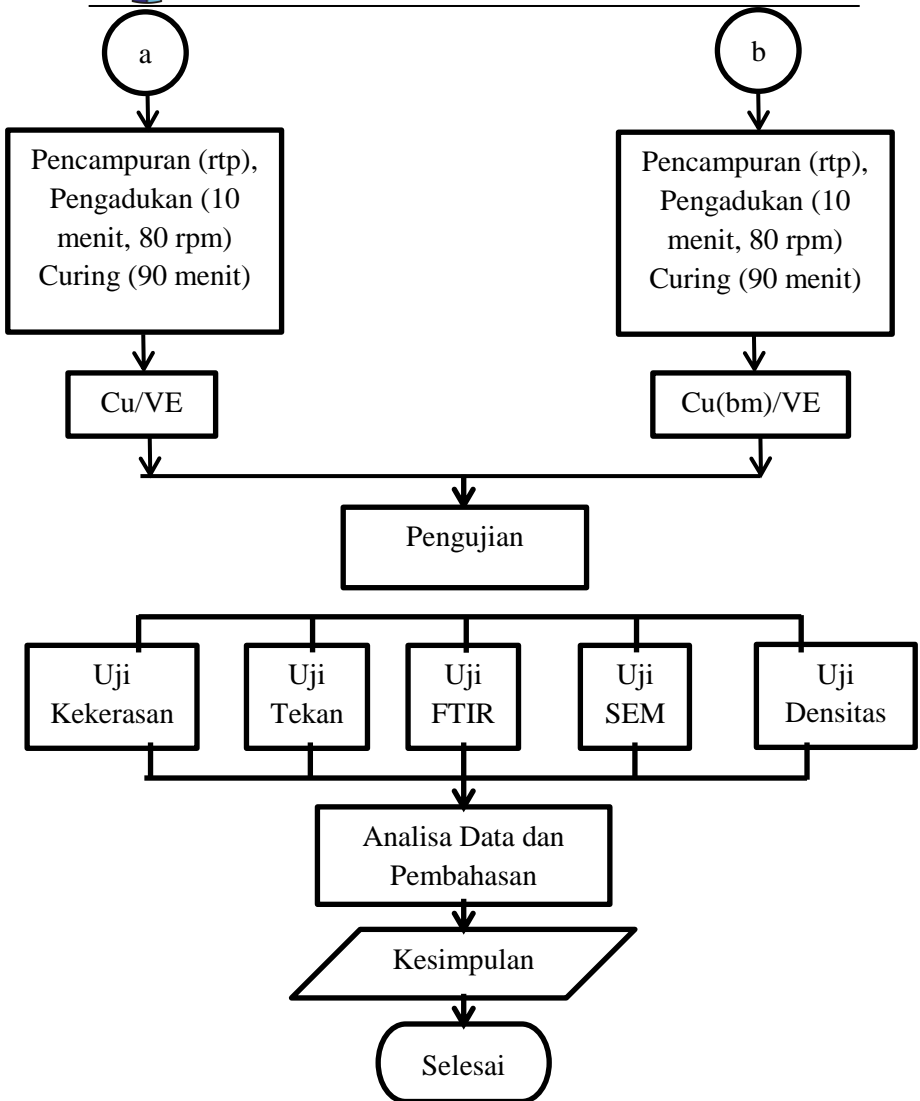 a
b
Pencampuran (rtp),
Pengadukan (10
menit, 80 rpm)
Curing (90 menit)
Pencampuran (rtp),
Pengadukan (10
menit, 80 rpm)
Curing (90 menit)
Cu/VE
Cu(bm)/VE
Pengujian
Uji
Kekerasan
Uji
Tekan
Uji
FTIR
Uji
SEM
Uji
Densitas
Analisa Data dan
Pembahasan
Kesimpulan
Selesai